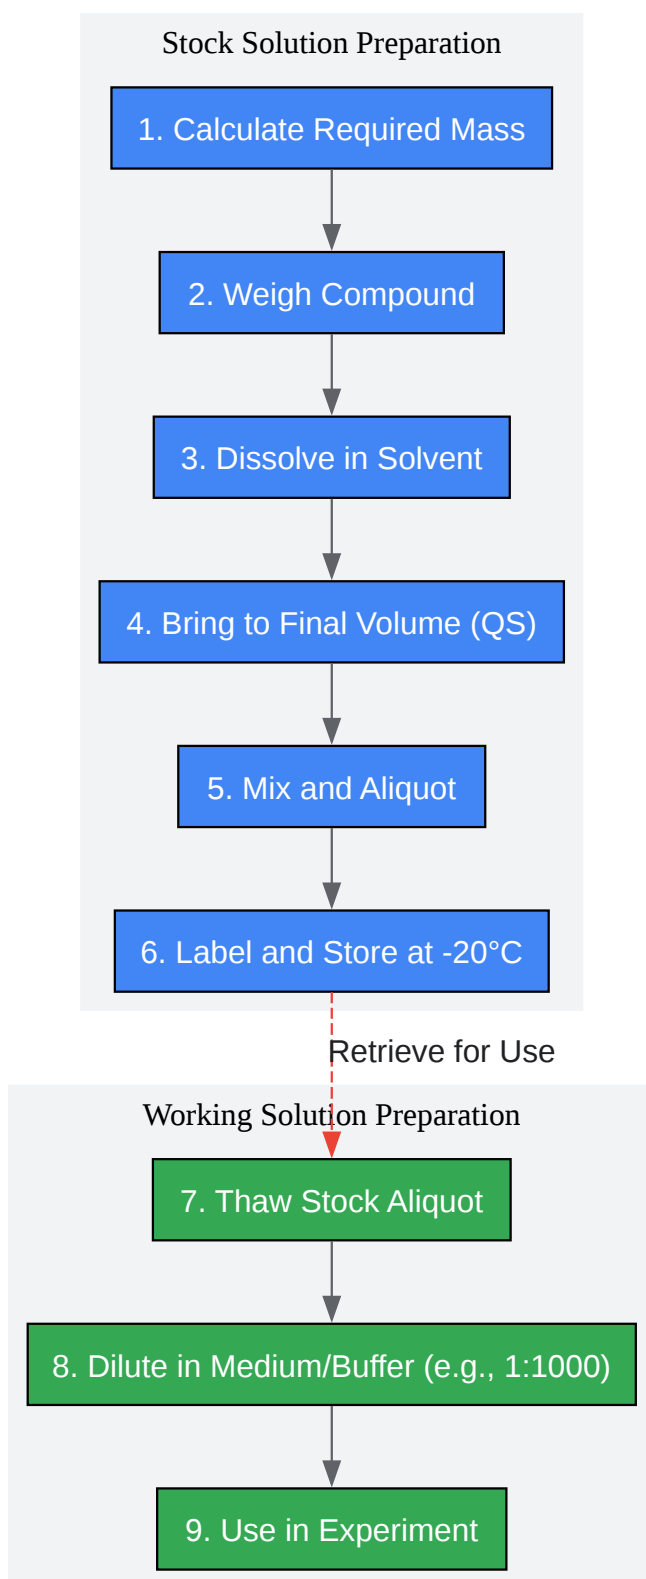 Stock Solution Preparation
1. Calculate Required Mass
2. Weigh Compound
3. Dissolve in Solvent
4. Bring to Final Volume (QS)
5. Mix and Aliquot
6. Label and Store at -20°C
Retrieve for Use
Working Solution Preparation
7. Thaw Stock Aliquot
8. Dilute in Medium/Buffer (e.g., 1:1000)
9. Use in Experiment